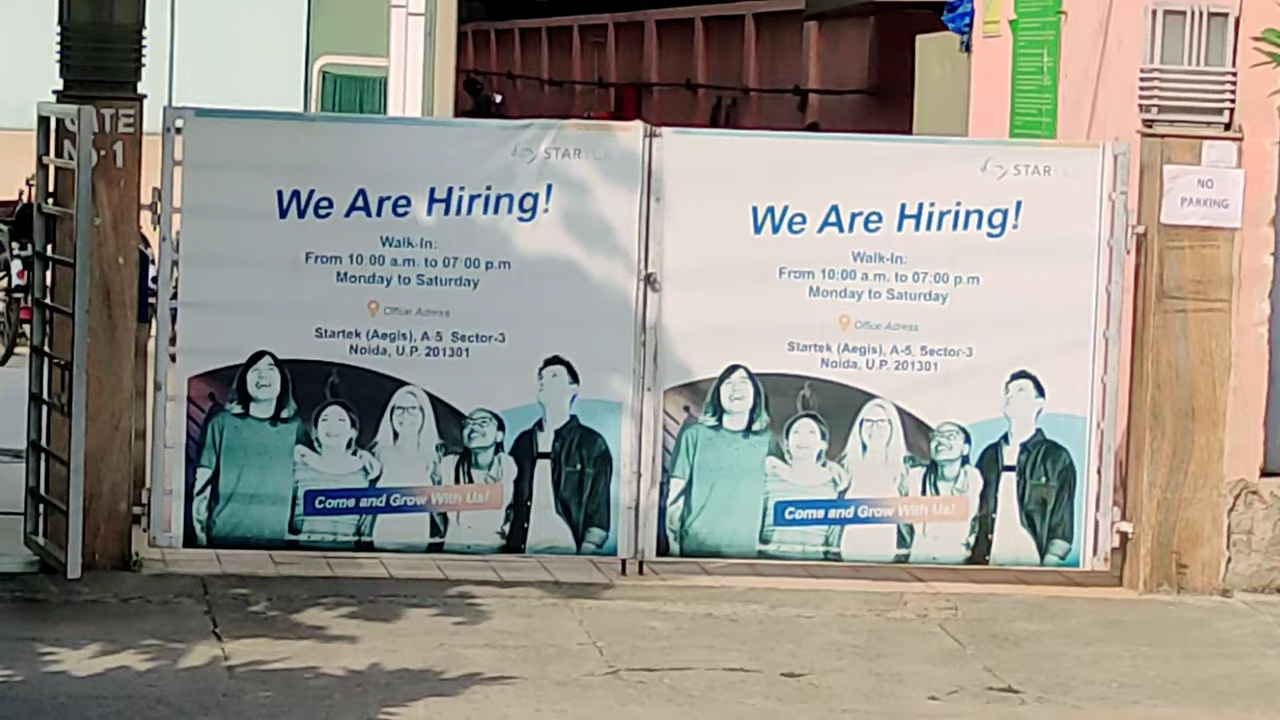 GATE
No-1
STARTEK
We Are Hiring!
Walk-In:
From 10:00 a.m. to 07:00 p.m
Monday to Saturday
Office Adress
Startek (Aegis), A-5 Sector-3
Noida, U.P. 201301
Come and Grow With Us!
STAR
We Are Hiring!
Walk-In:
From 10:00 a.m. to 07:00 p.m
Monday to Saturday
Office Adress
Startek (Aegis), A-5, Sector-3
Noida, U.P. 201301
Come and Grow With Us!
NO
PARKING